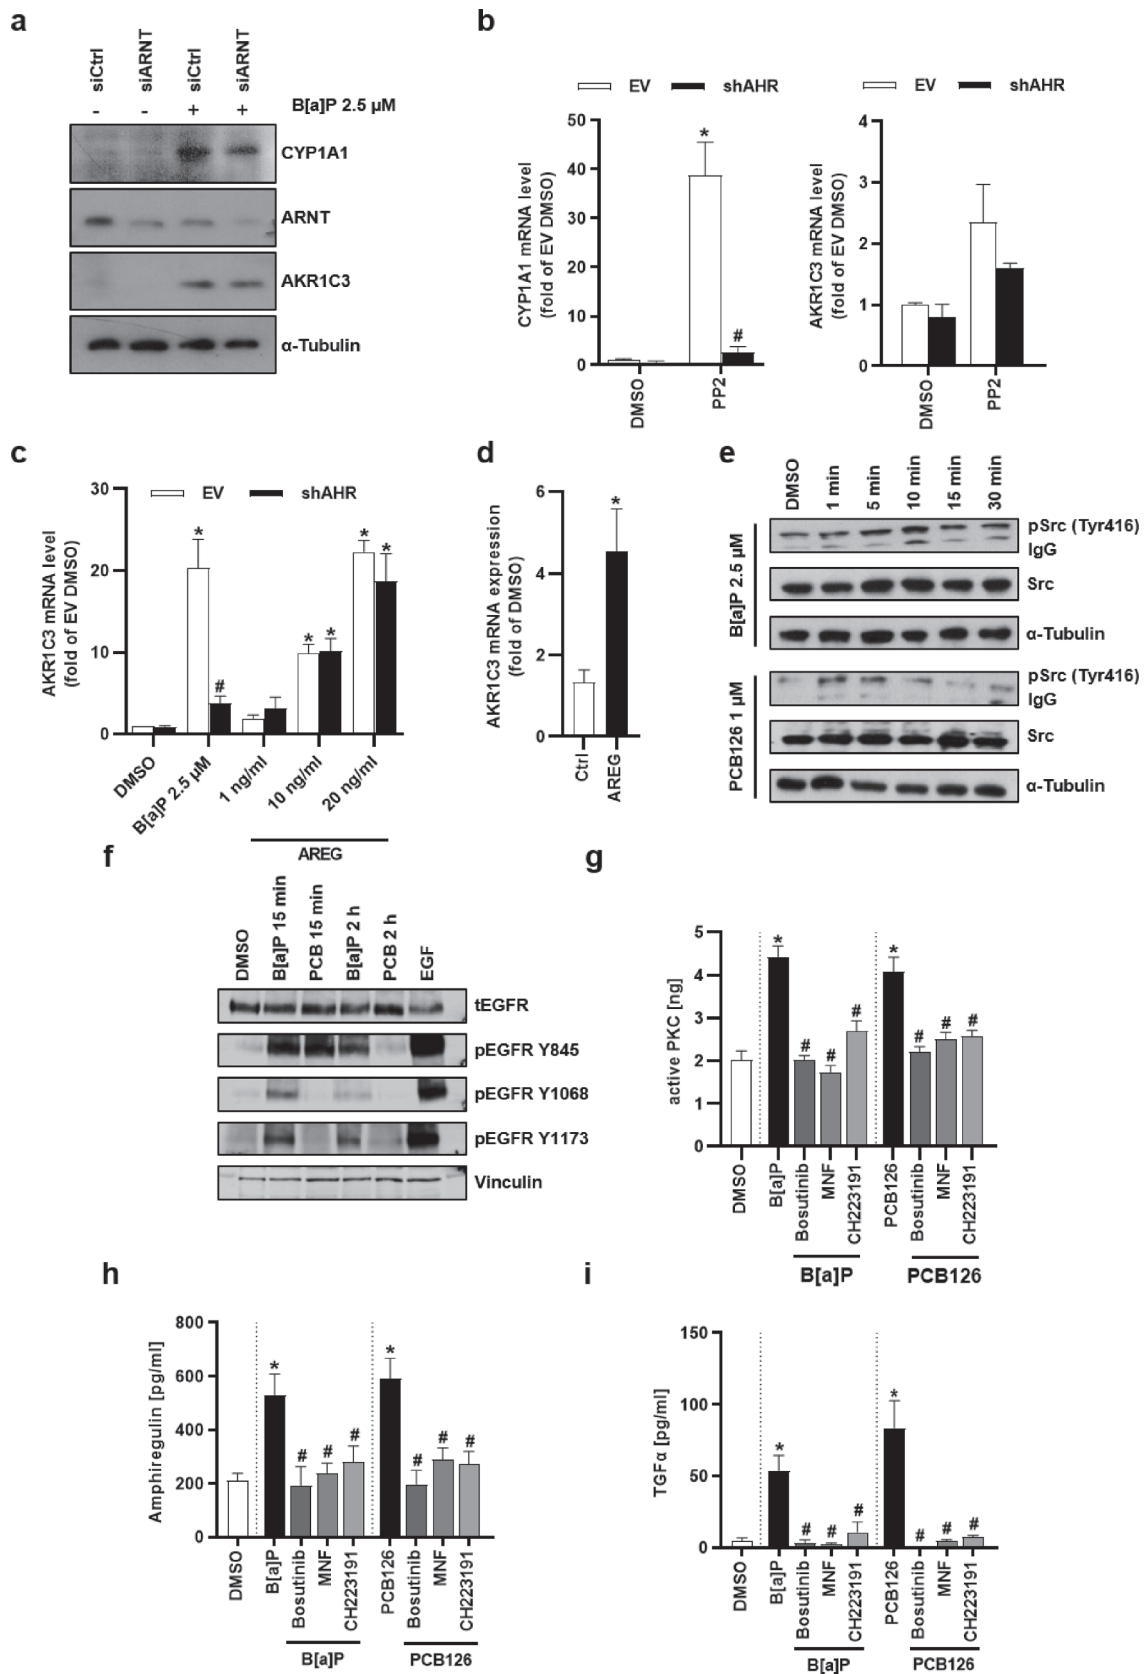 a
siCtrl
siARNT
siCtrl
siARNT
- - + + B[a]P 2.5 µM
CYP1A1
ARNT
AKR1C3
α-Tubulin
b
EV shAHR
CYP1A1 mRNA level
(fold of EV DMSO)
50
40
30
20
10
0
*
#
DMSO
PP2
EV shAHR
AKR1C3 mRNA level
(fold of EV DMSO)
4
3
2
1
0
DMSO
PP2
c
EV shAHR
AKR1C3 mRNA level
(fold of EV DMSO)
30
20
10
0
*
#
* *
* *
DMSO
B[a]P 2.5 µM
1 ng/ml
10 ng/ml
20 ng/ml
AREG
d
AKR1C3 mRNA expression
(fold of DMSO)
6
4
2
0
*
Ctrl
AREG
e
DMSO
1 min
5 min
10 min
15 min
30 min
B[a]P 2.5 µM
pSrc (Tyr416)
IgG
Src
α-Tubulin
PCB126 1 µM
pSrc (Tyr416)
IgG
Src
α-Tubulin
f
DMSO
B[a]P 15 min
PCB 15 min
B[a]P 2 h
PCB 2 h
EGF
tEGFR
pEGFR Y845
pEGFR Y1068
pEGFR Y1173
Vinculin
g
active PKC [ng]
5
4
3
2
1
0
*
# # #
*
# # #
DMSO
B[a]P
Bosutinib
MNF
CH223191
PCB126
Bosutinib
MNF
CH223191
B[a]P PCB126
h
Amphiregulin [pg/ml]
800
600
400
200
0
*
# # #
*
# # #
DMSO
B[a]P
Bosutinib
MNF
CH223191
PCB126
Bosutinib
MNF
CH223191
B[a]P PCB126
i
TGFα [pg/ml]
150
100
50
0
*
# # #
*
# # #
DMSO
B[a]P
Bosutinib
MNF
CH223191
PCB126
Bosutinib
MNF
CH223191
B[a]P PCB126